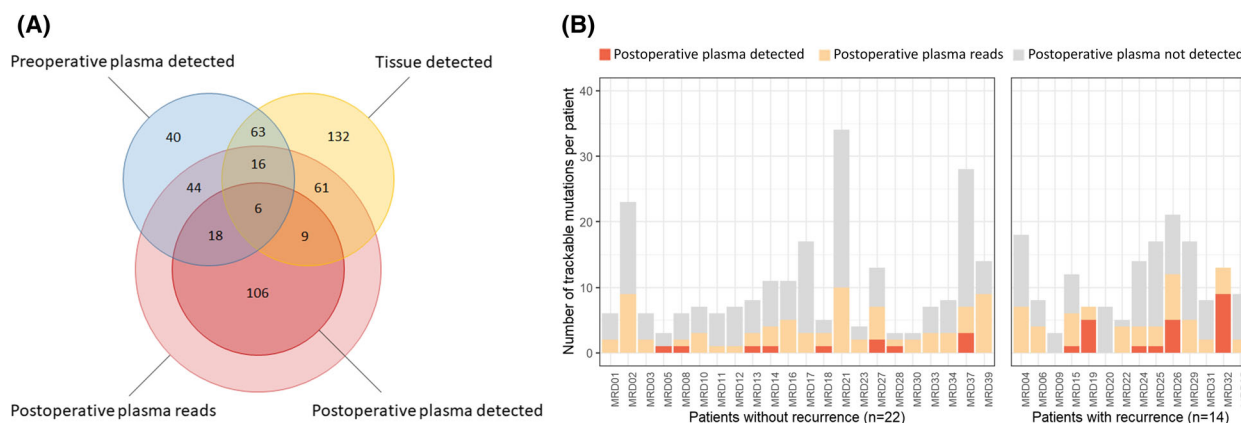 (A)
Preoperative plasma detected
Tissue detected
40
63
132
16
44
61
6
18
9
106
Postoperative plasma reads
Postoperative plasma detected
(B)
Postoperative plasma detected Postoperative plasma reads Postoperative plasma not detected
Number of trackable mutations per patient
40
30
20
10
0
MRD01 MRD02 MRD03 MRD05 MRD08 MRD10 MRD11 MRD12 MRD13 MRD14 MRD16 MRD17 MRD18 MRD21 MRD23 MRD27 MRD28 MRD30 MRD33 MRD34 MRD37 MRD39
MRD04 MRD06 MRD09 MRD15 MRD19 MRD20 MRD22 MRD24 MRD25 MRD26 MRD29 MRD31 MRD32
Patients without recurrence (n=22)
Patients with recurrence (n=14)